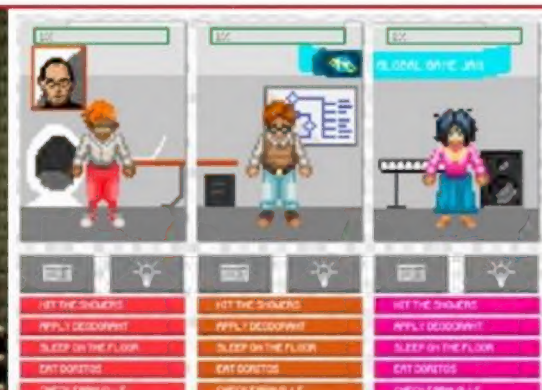 GLOBAL GAME JAM
HIT THE SHOWERS
HIT THE SHOWERS
HIT THE SHOWERS
APPLY DEODORANT
APPLY DEODORANT
APPLY DEODORANT
SLEEP ON THE FLOOR
SLEEP ON THE FLOOR
SLEEP ON THE FLOOR
EAT DORITOS
EAT DORITOS
EAT DORITOS